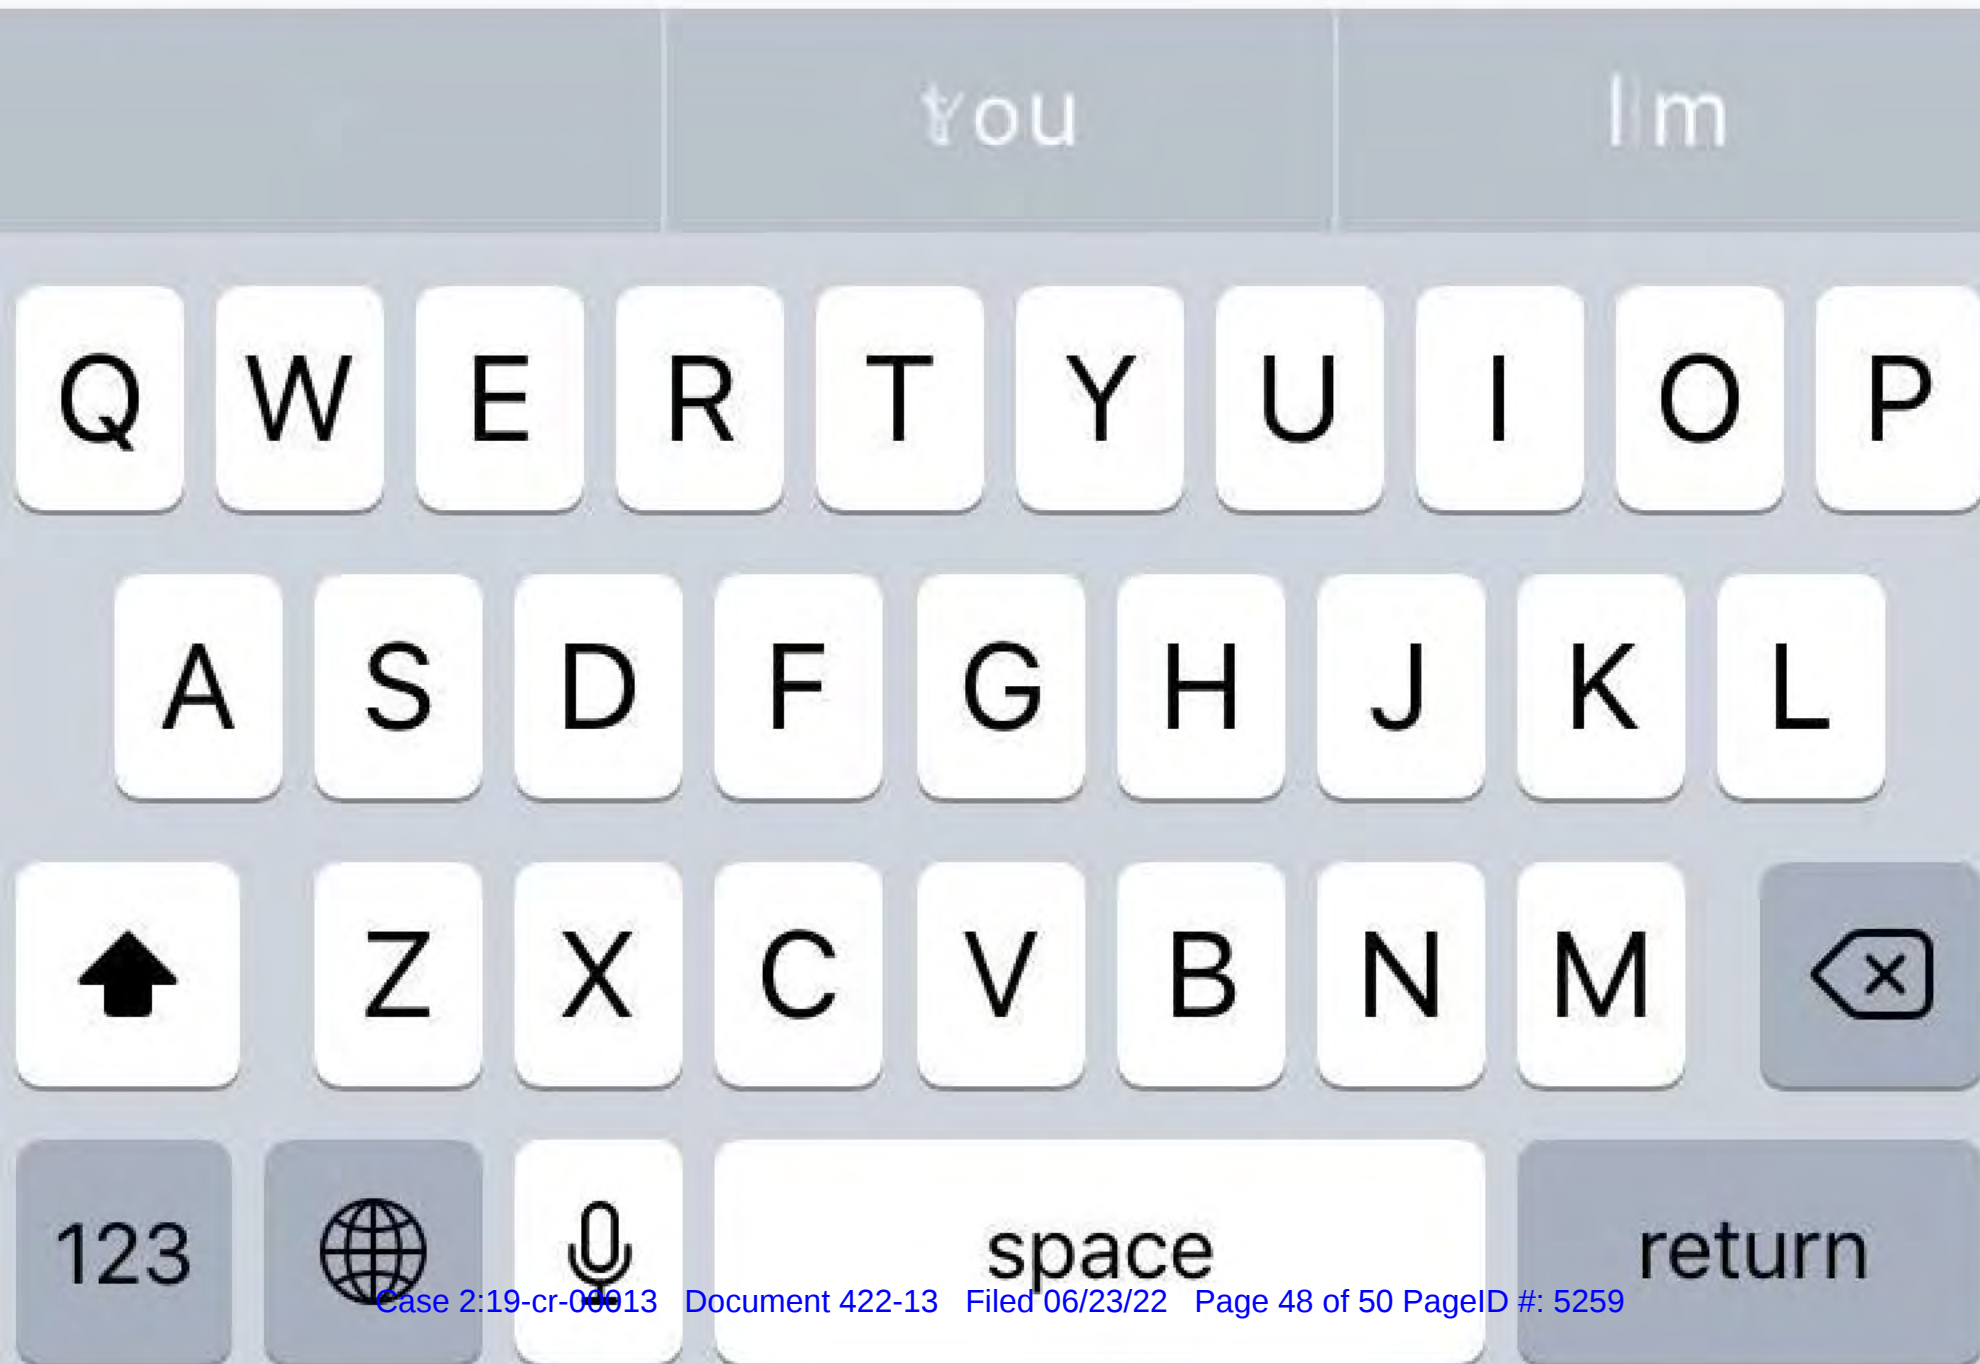 Q W E R T Y U I O P
A S D F G H J K L
Z X C V B N M
123 space return
Case 2:19-cr-00013 Document 422-13 Filed 06/23/22 Page 48 of 50 PageID #: 5259